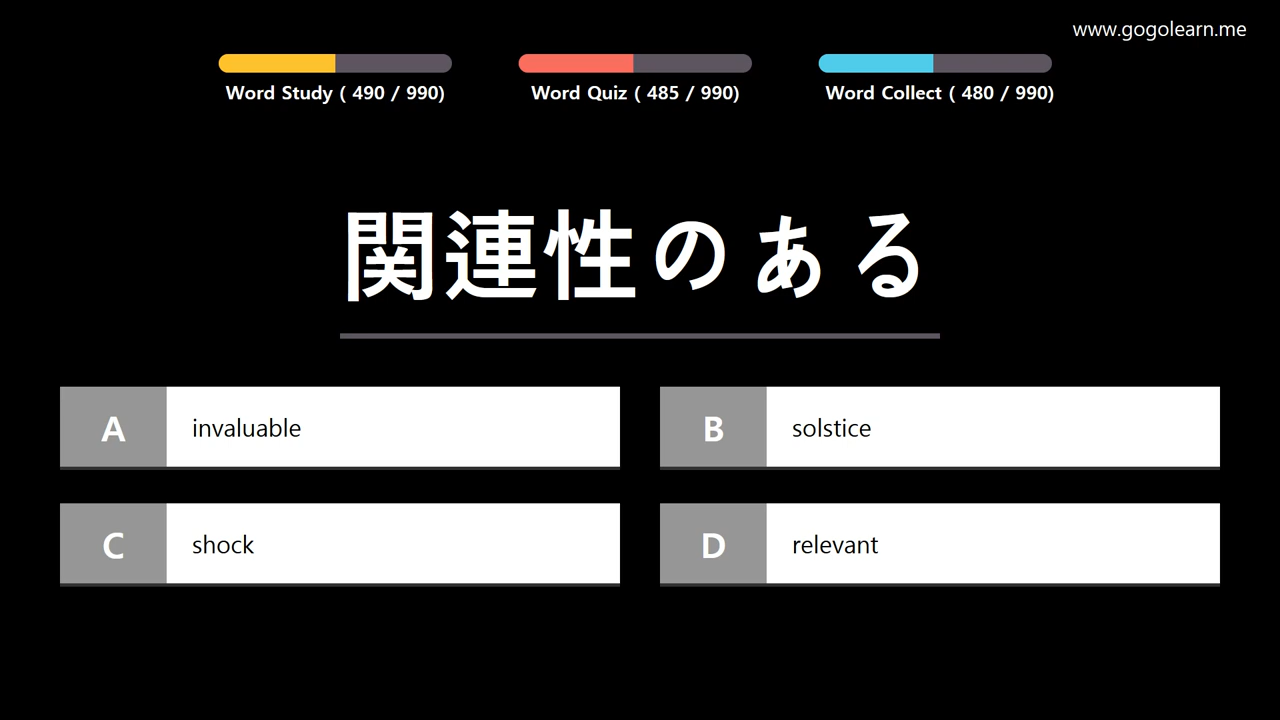 www.gogolearn.me
Word Study ( 490 / 990)
Word Quiz ( 485 / 990)
Word Collect ( 480 / 990)
関連性のある
A invaluable
B solstice
C shock
D relevant